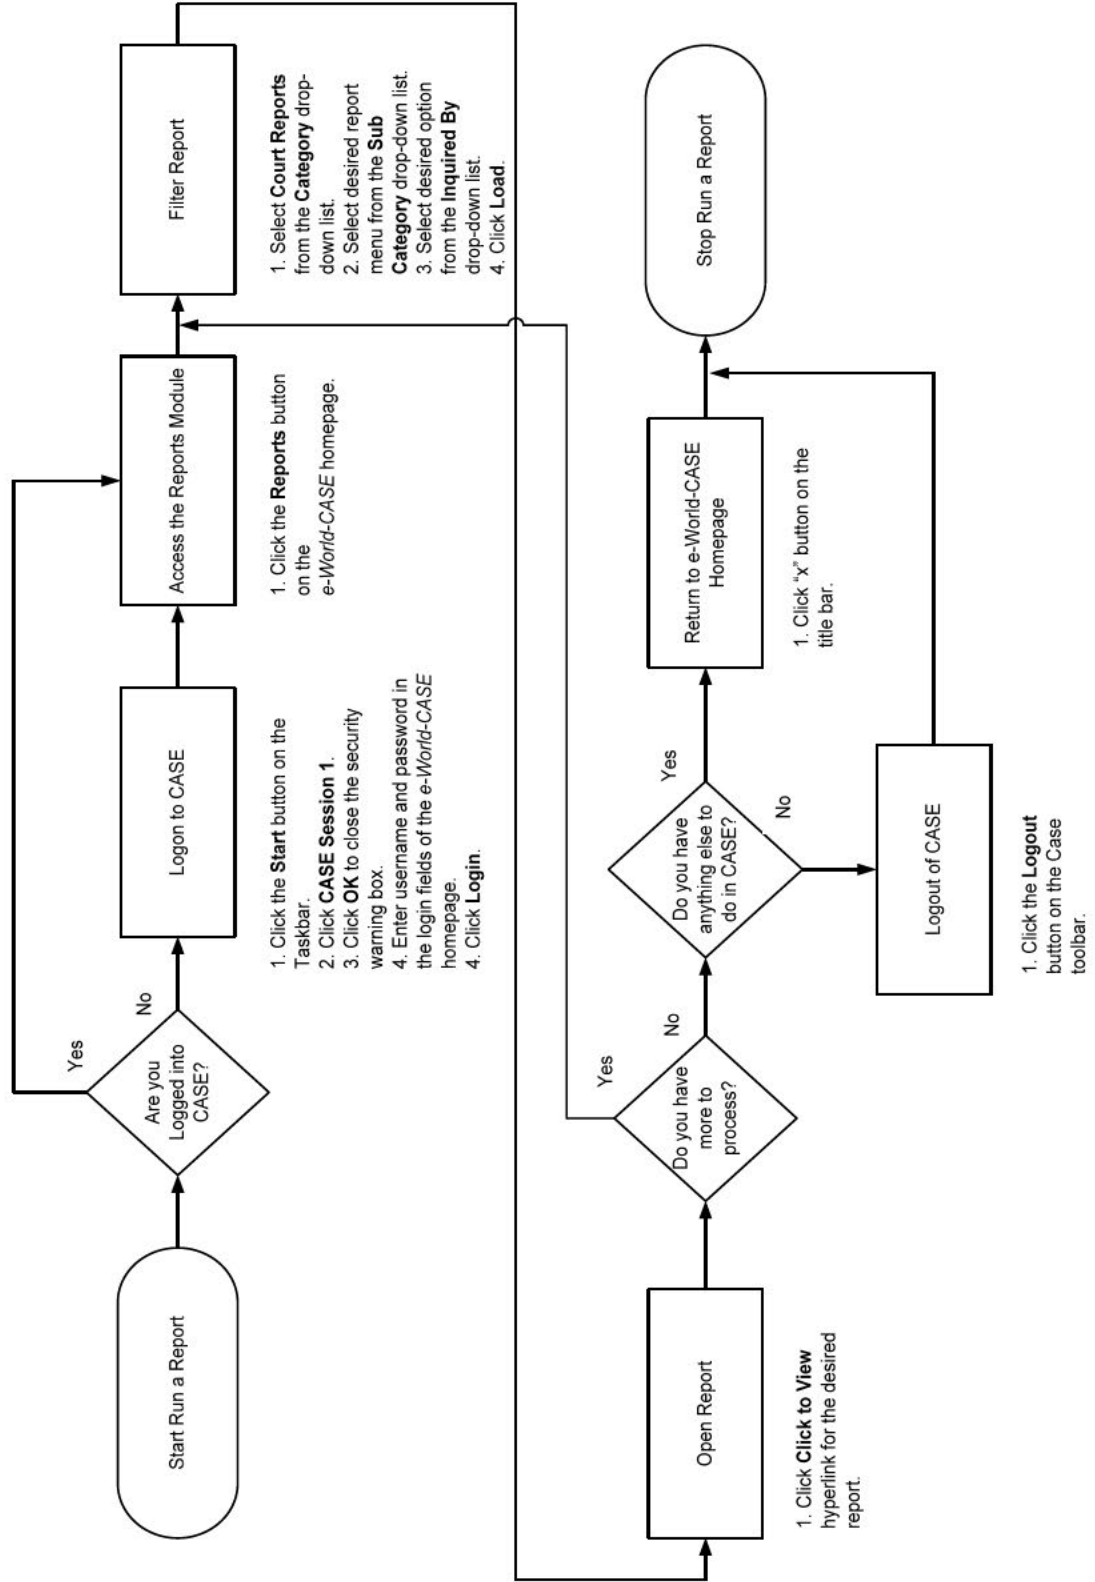 Start Run a Report
Are you
Logged into
CASE?
Yes
No
Logon to CASE
1. Click the Start button on the
Taskbar.
2. Click CASE Session 1.
3. Click OK to close the security
warning box.
4. Enter username and password in
the login fields of the e-World-CASE
homepage.
4. Click Login.
Access the Reports Module
1. Click the Reports button
on the
e-World-CASE homepage.
Filter Report
1. Select Court Reports
from the Category drop-
down list.
2. Select desired report
menu from the Sub
Category drop-down list.
3. Select desired option
from the Inquired By
drop-down list.
4. Click Load.
Open Report
1. Click Click to View
hyperlink for the desired
report.
Do you have
more to
process?
Yes
No
Do you have
anything else to
do in CASE?
Yes
No
Return to e-World-CASE
Homepage
1. Click “x” button on the
title bar.
Logout of CASE
1. Click the Logout
button on the Case
toolbar.
Stop Run a Report